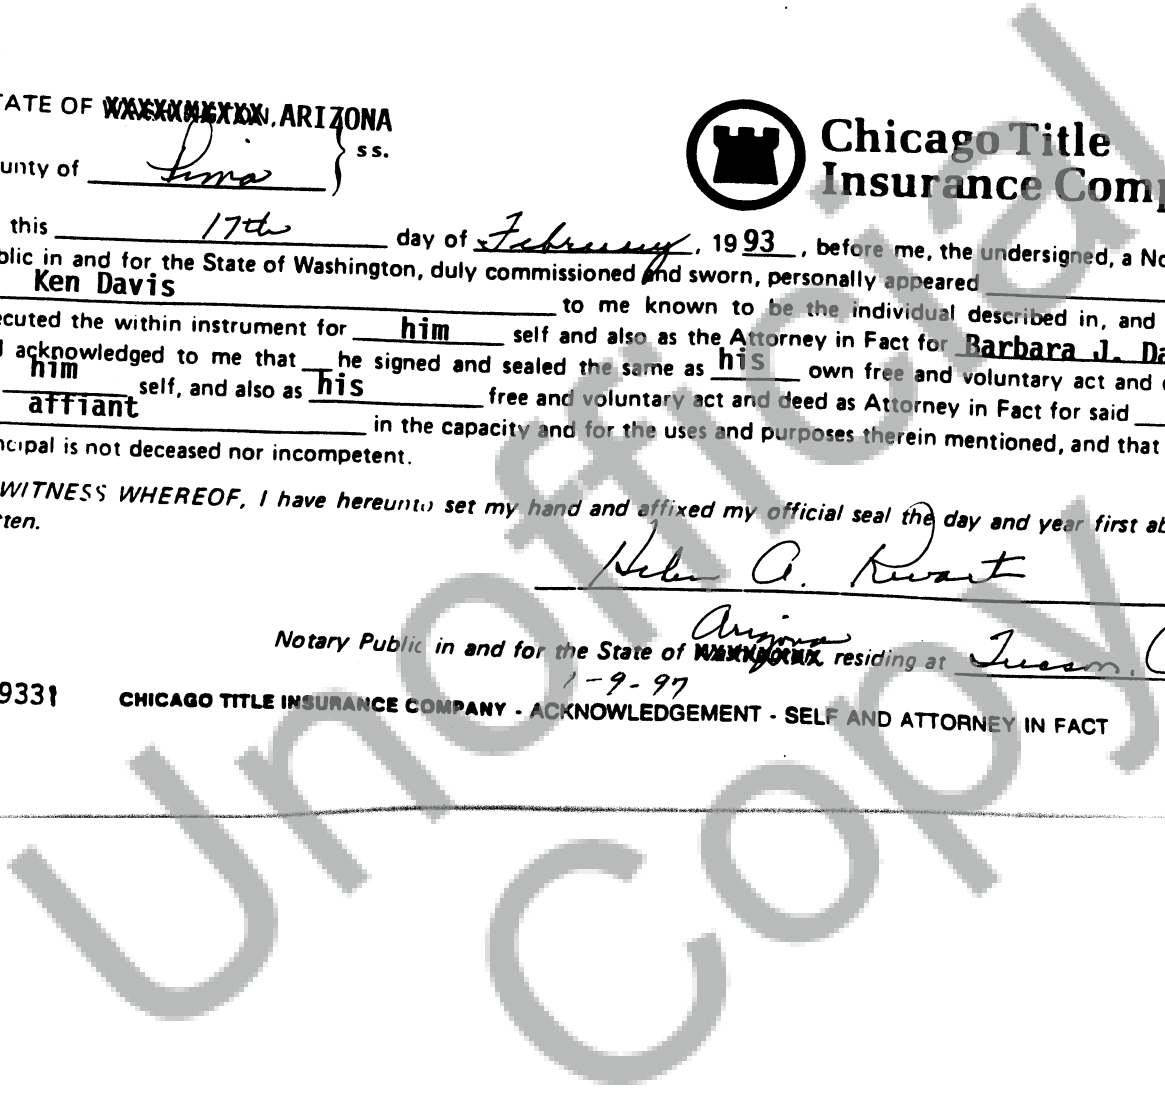 TATE OF XXXXXXXXXX, ARIZONA
unty of Pima } ss.
Chicago Title
Insurance Comp
this 17th day of February, 1993, before me, the undersigned, a No
blic in and for the State of Washington, duly commissioned and sworn, personally appeared
Ken Davis to me known to be the individual described in, and
ecuted the within instrument for him self and also as the Attorney in Fact for Barbara J. Da
acknowledged to me that he signed and sealed the same as his own free and voluntary act and
him self, and also as his free and voluntary act and deed as Attorney in Fact for said
affiant in the capacity and for the uses and purposes therein mentioned, and that
ncipal is not deceased nor incompetent.
WITNESS WHEREOF, I have hereunto set my hand and affixed my official seal the day and year first ab
tten.
Helen A.
Arizona
Notary Public in and for the State of XXXXXXXXXX residing at Tucson,
1-9-97
9331 CHICAGO TITLE INSURANCE COMPANY - ACKNOWLEDGEMENT - SELF AND ATTORNEY IN FACT
Unofficial
Copy